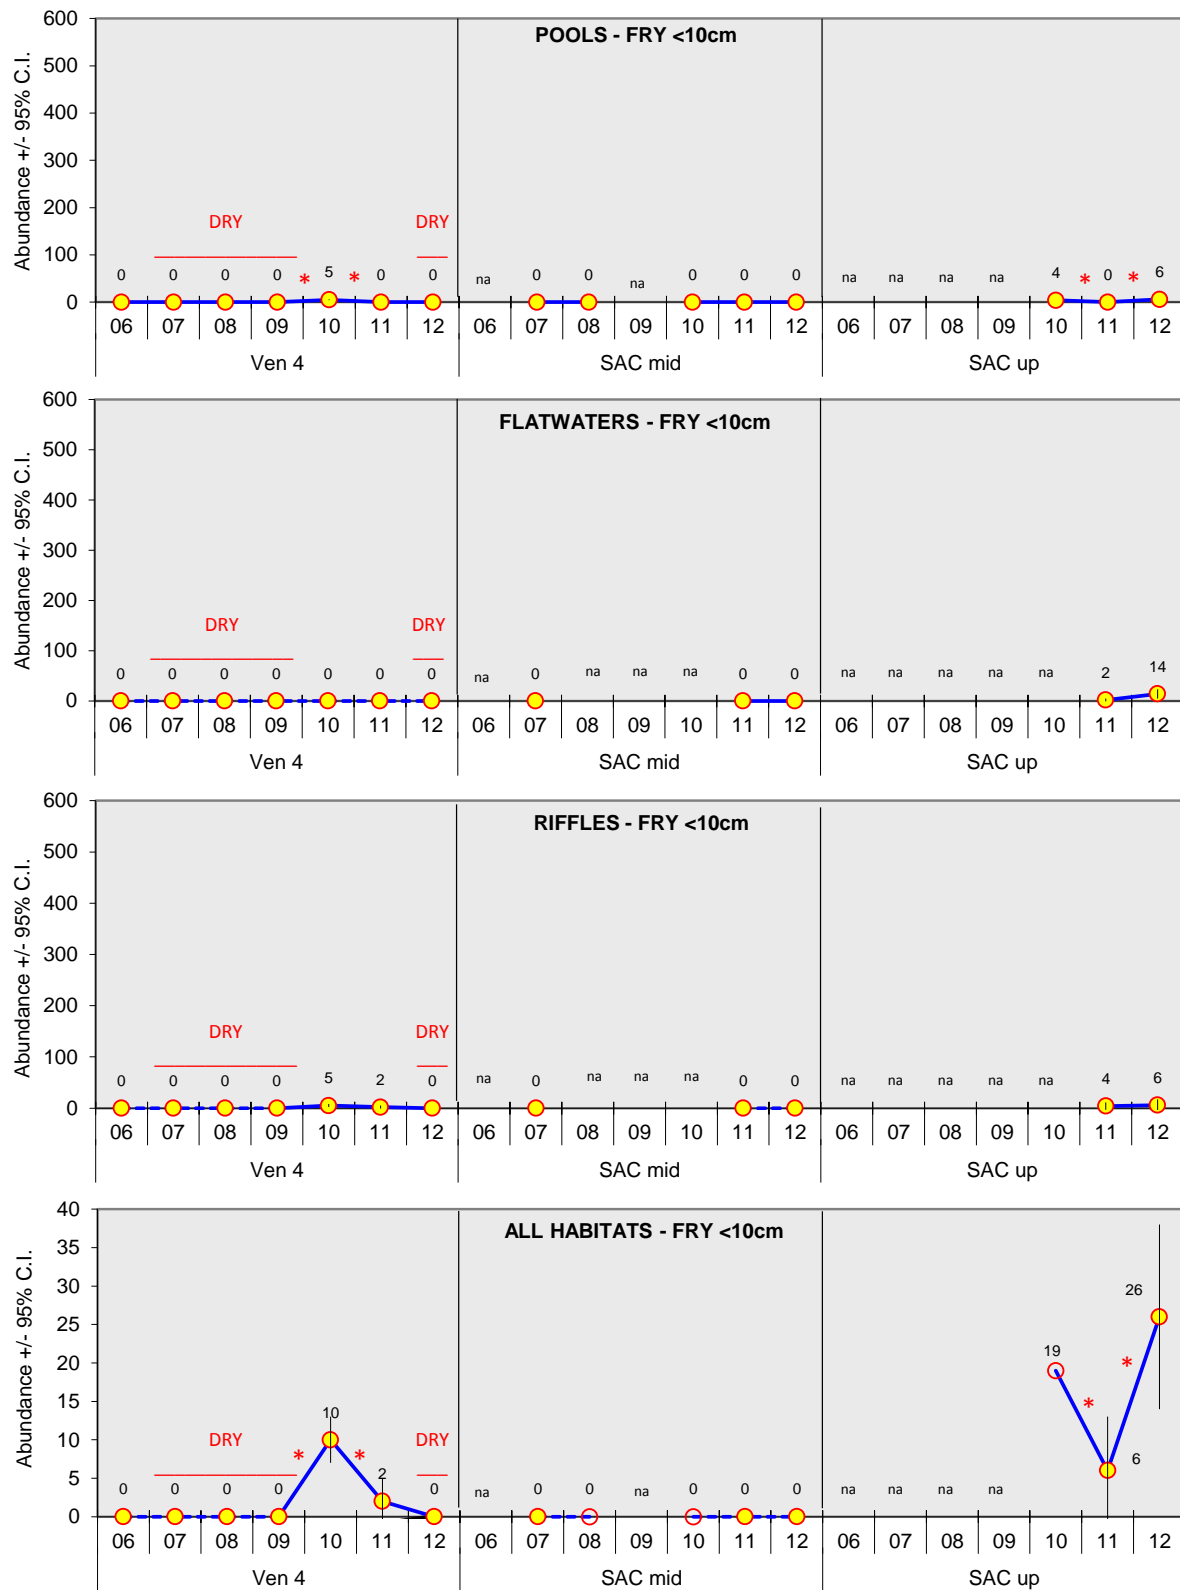 POOLS - FRY <10cm
Abundance +/- 95% C.I.
600
500
400
300
200
100
0
DRY DRY
0 0 0 0 * 5 * 0 0 na 0 0 na 0 0 0 na na na na 4 * 0 * 6
06 07 08 09 10 11 12 06 07 08 09 10 11 12 06 07 08 09 10 11 12
Ven 4 SAC mid SAC up
FLATWATERS - FRY <10cm
Abundance +/- 95% C.I.
600
500
400
300
200
100
0
DRY DRY
0 0 0 0 0 0 0 na 0 na na na 0 0 na na na na na 2 14
06 07 08 09 10 11 12 06 07 08 09 10 11 12 06 07 08 09 10 11 12
Ven 4 SAC mid SAC up
RIFFLES - FRY <10cm
Abundance +/- 95% C.I.
600
500
400
300
200
100
0
DRY DRY
0 0 0 0 5 2 0 na 0 na na na 0 0 na na na na na 4 6
06 07 08 09 10 11 12 06 07 08 09 10 11 12 06 07 08 09 10 11 12
Ven 4 SAC mid SAC up
ALL HABITATS - FRY <10cm
Abundance +/- 95% C.I.
40
35
30
25
20
15
10
5
0
DRY DRY
0 0 0 0 * 10 * 2 0 na 0 0 na 0 0 0 na na na na 19 * 6 * 26
06 07 08 09 10 11 12 06 07 08 09 10 11 12 06 07 08 09 10 11 12
Ven 4 SAC mid SAC up